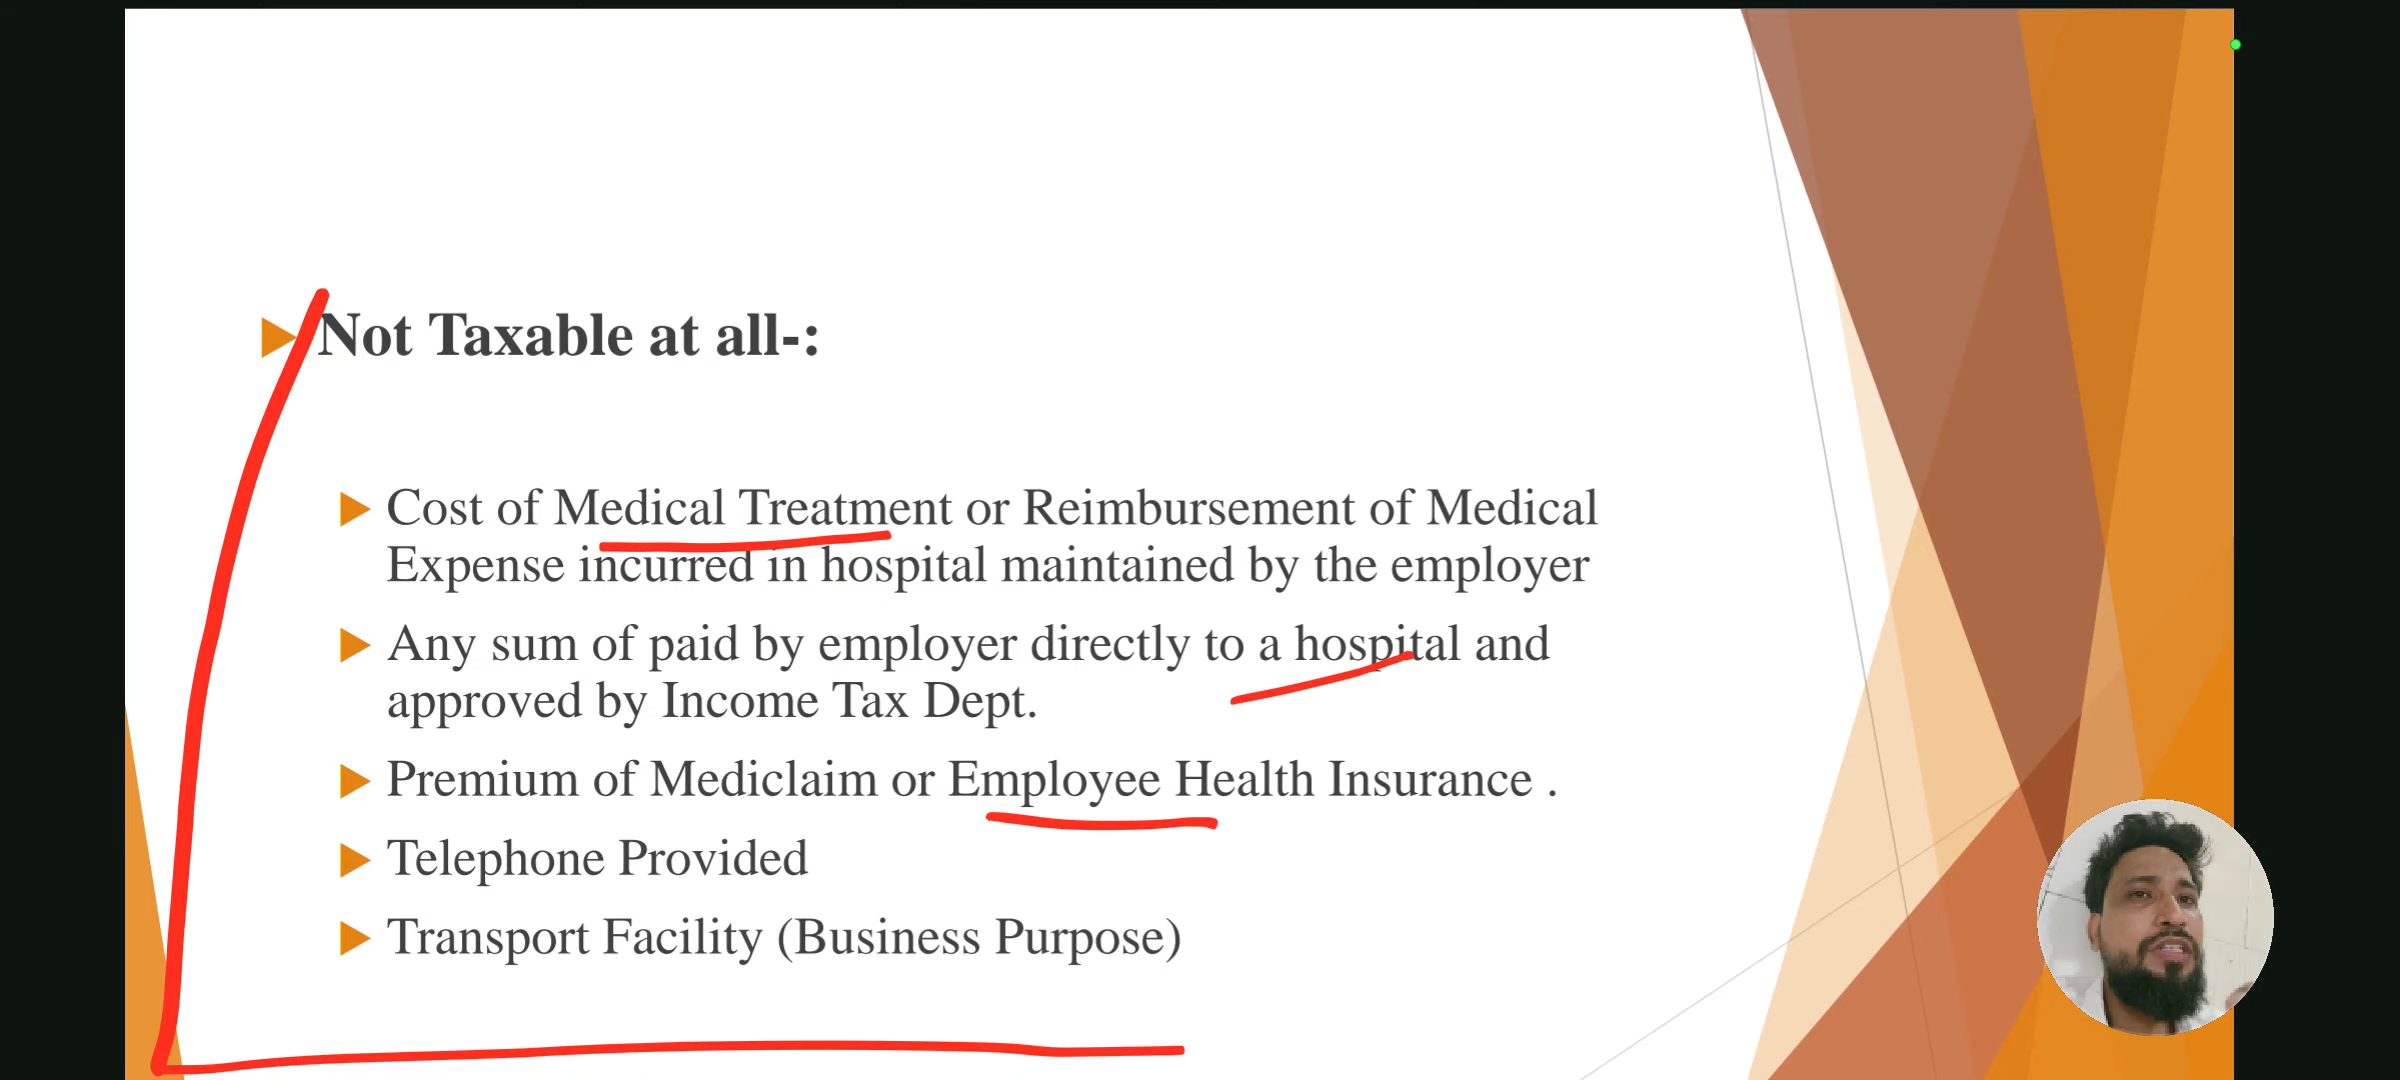 Not Taxable at all-:
Cost of Medical Treatment or Reimbursement of Medical
Expense incurred in hospital maintained by the employer
Any sum of paid by employer directly to a hospital and
approved by Income Tax Dept.
Premium of Mediclaim or Employee Health Insurance .
Telephone Provided
Transport Facility (Business Purpose)